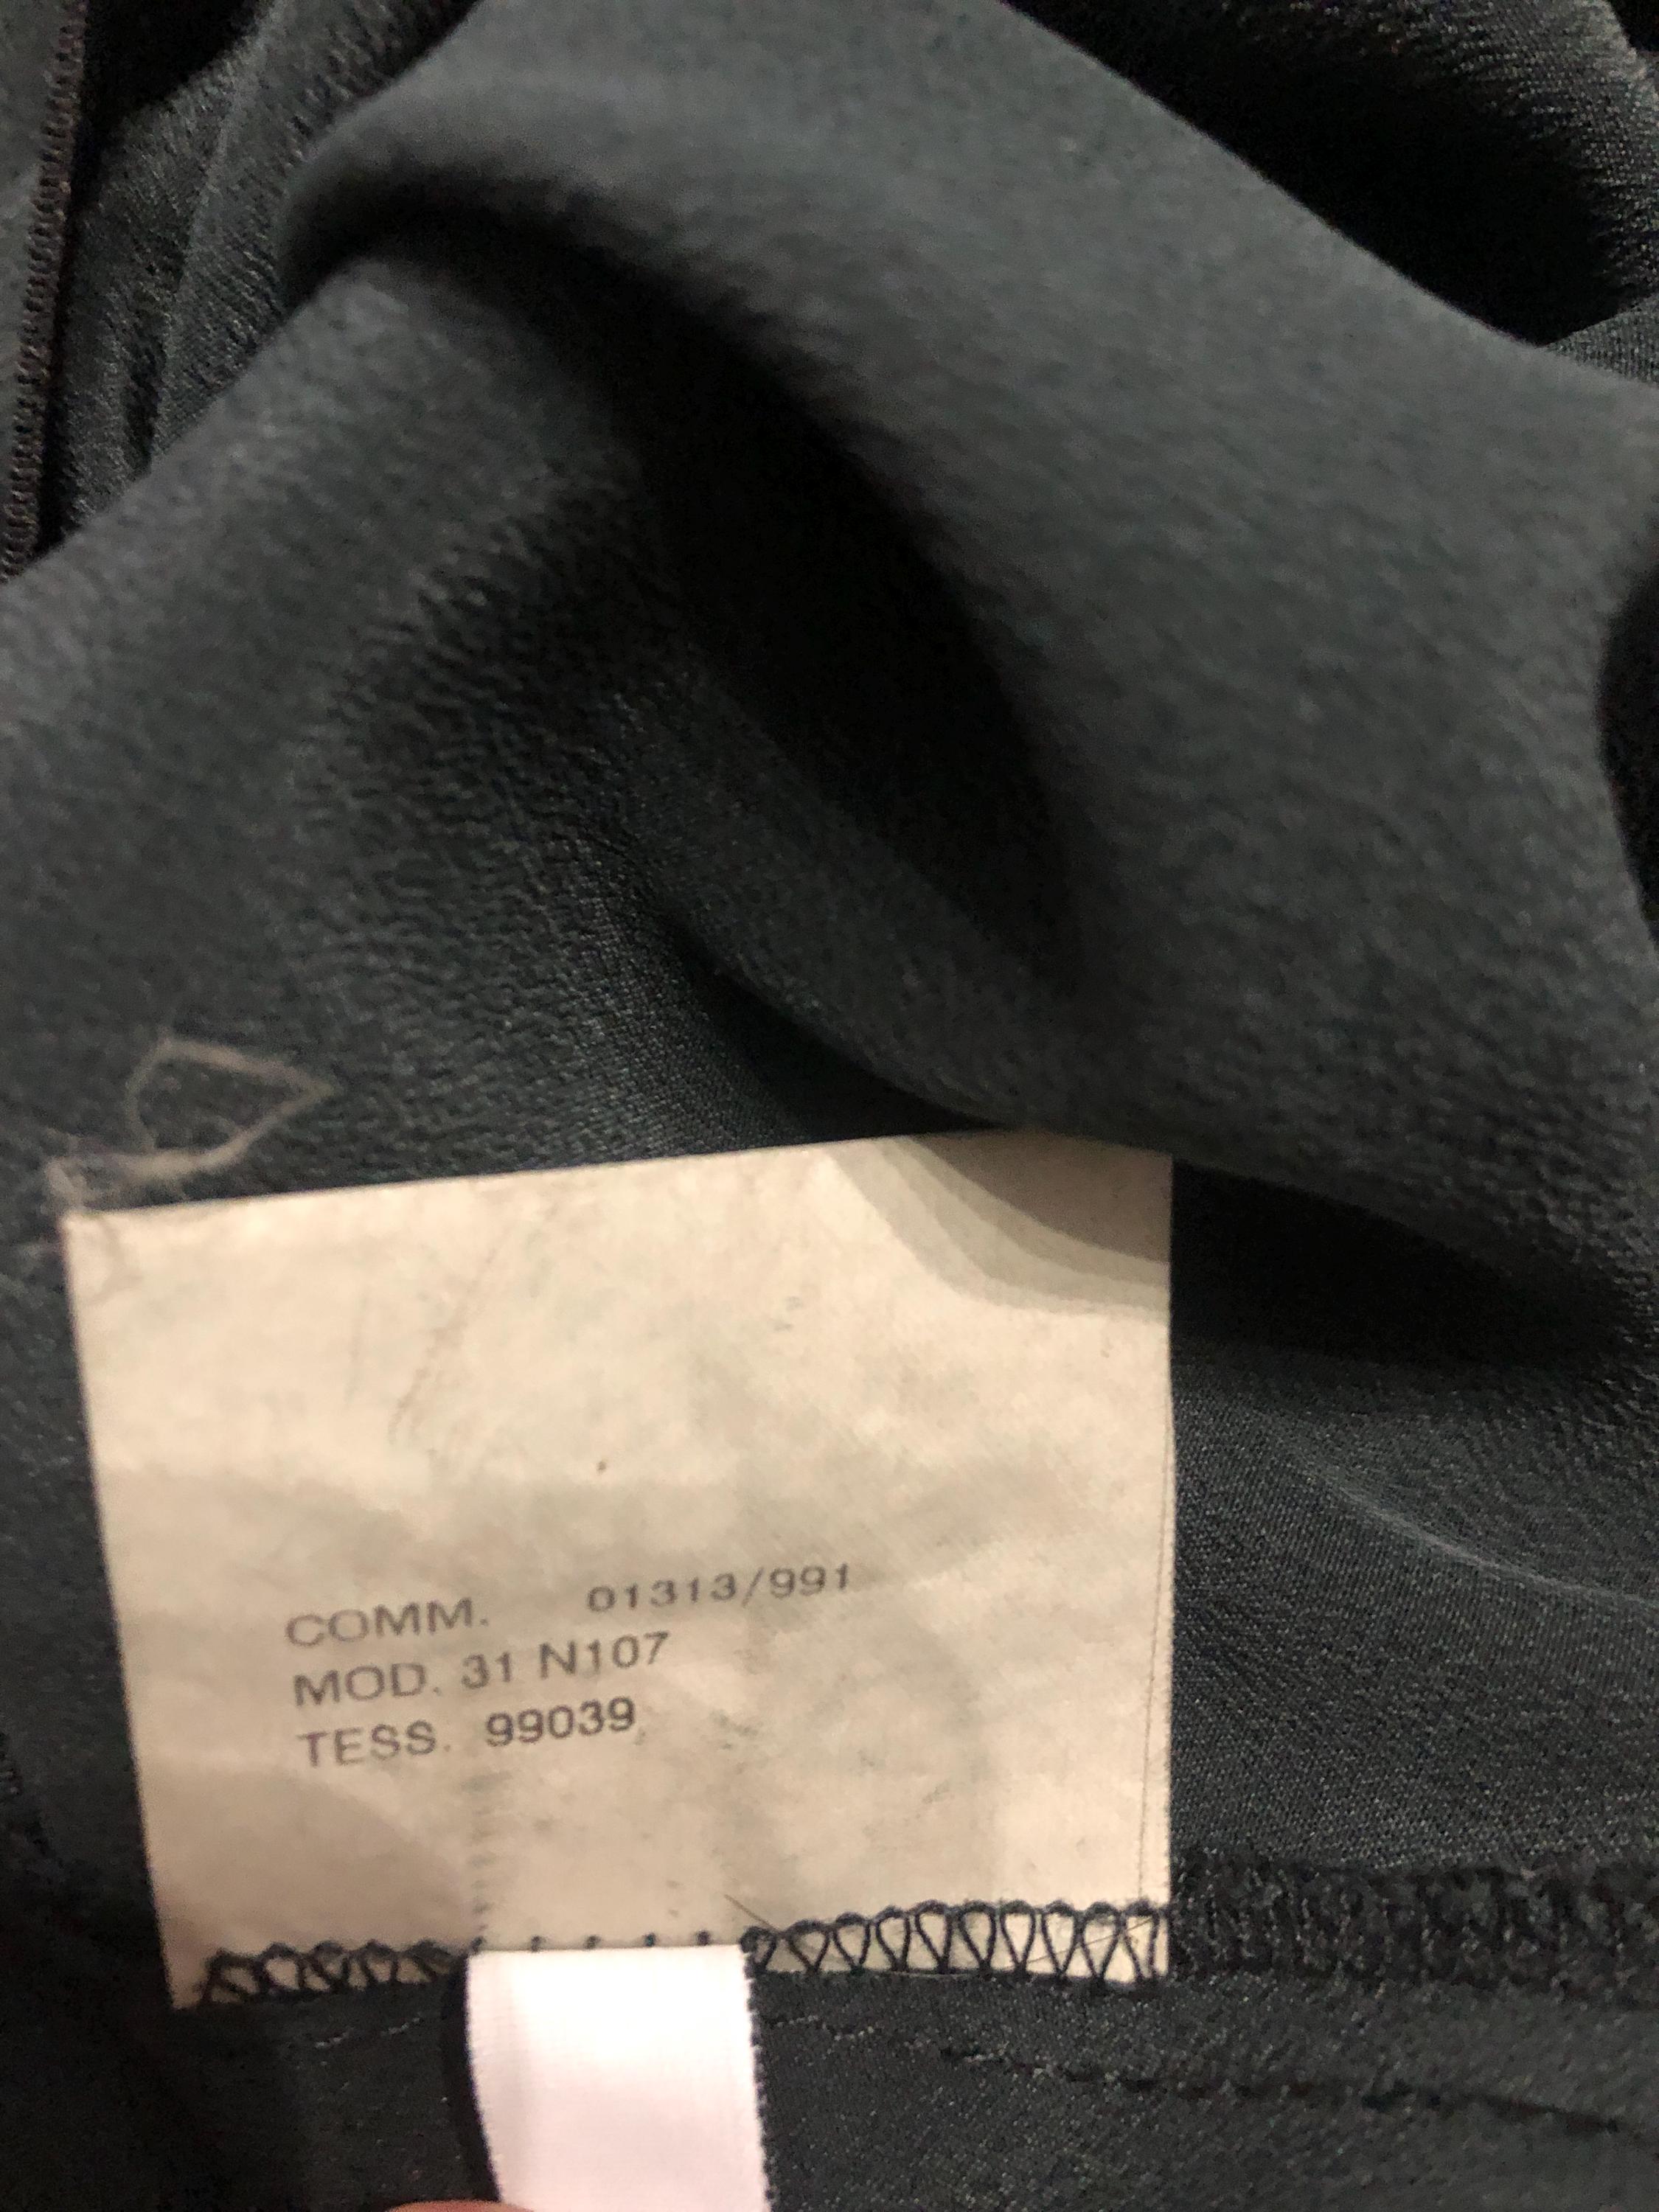 COMM. 01313/991
MOD. 31 N107
TESS. 99039